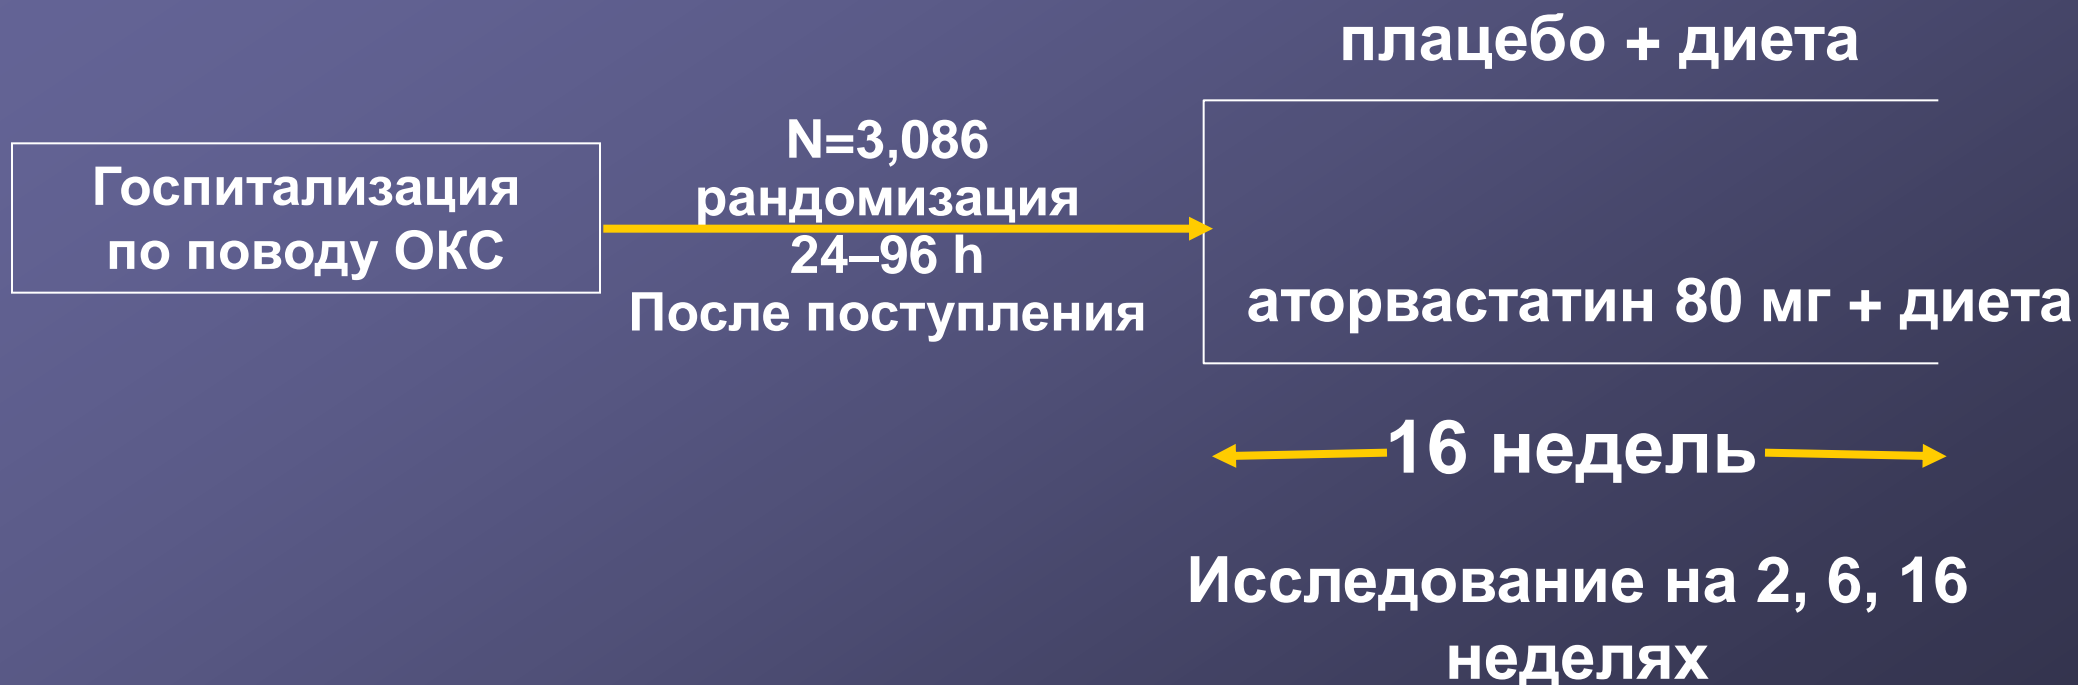 плацебо + диета
Госпитализация
по поводу ОКС
N=3,086
рандомизация
24–96 h
После поступления
аторвастатин 80 мг + диета
16 недель
Исследование на 2, 6, 16
неделях